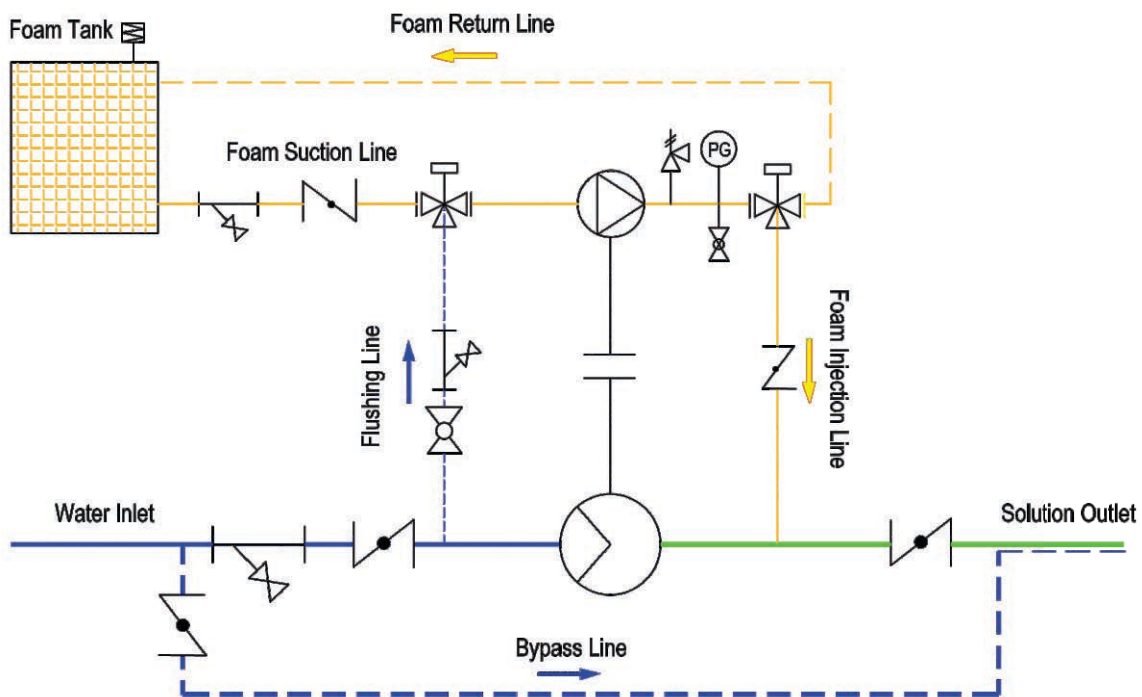 Foam Tank
Foam Return Line
Foam Suction Line
PG
Flushing Line
Foam Injection Line
Water Inlet
Solution Outlet
Bypass Line